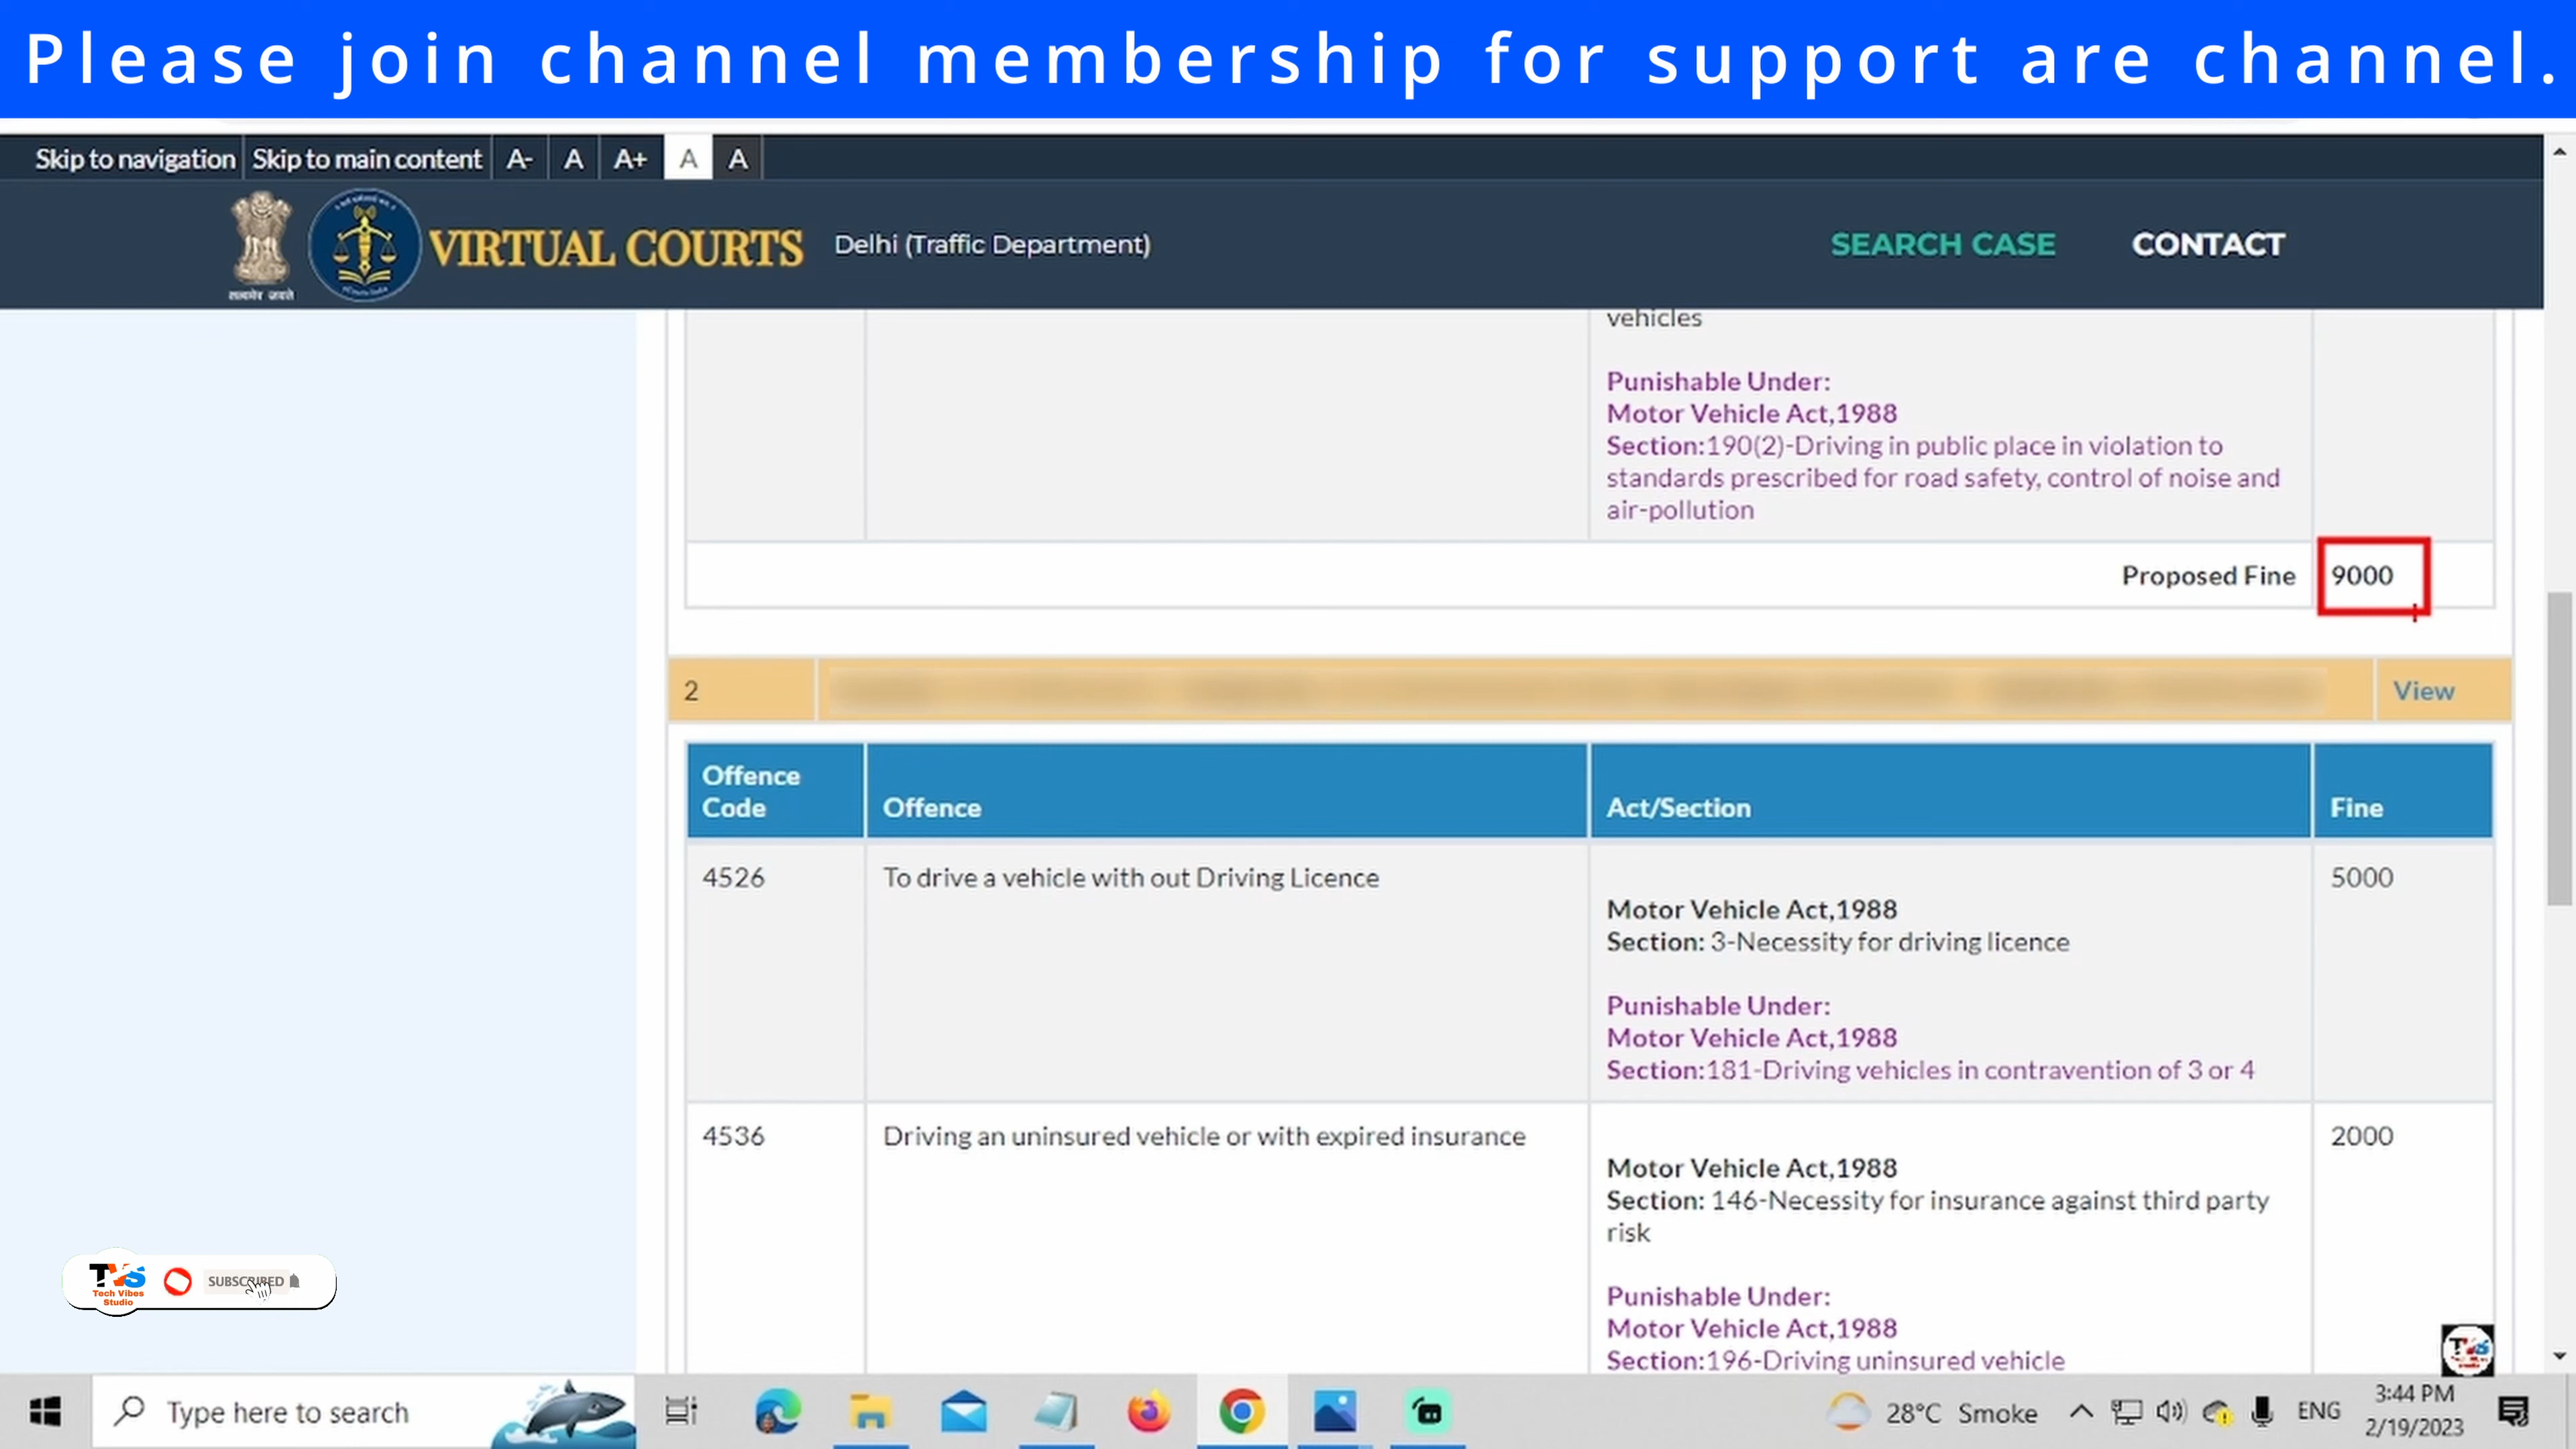 Please join channel membership for support are channel.
Skip to navigation Skip to main content A- A A+ A A
सत्यमेव जयते
VIRTUAL COURTS Delhi (Traffic Department) SEARCH CASE CONTACT
vehicles
Punishable Under:
Motor Vehicle Act,1988
Section:190(2)-Driving in public place in violation to
standards prescribed for road safety, control of noise and
air-pollution
Proposed Fine 9000
2 View
Offence
Code Offence Act/Section Fine
4526 To drive a vehicle with out Driving Licence 5000
Motor Vehicle Act,1988
Section: 3-Necessity for driving licence
Punishable Under:
Motor Vehicle Act,1988
Section:181-Driving vehicles in contravention of 3 or 4
4536 Driving an uninsured vehicle or with expired insurance 2000
Motor Vehicle Act,1988
Section: 146-Necessity for insurance against third party
risk
Punishable Under:
Motor Vehicle Act,1988
Section:196-Driving uninsured vehicle
TVS
Tech Vibes
Studio
SUBSCRIBED
Type here to search
28°C Smoke
ENG
3:44 PM
2/19/2023